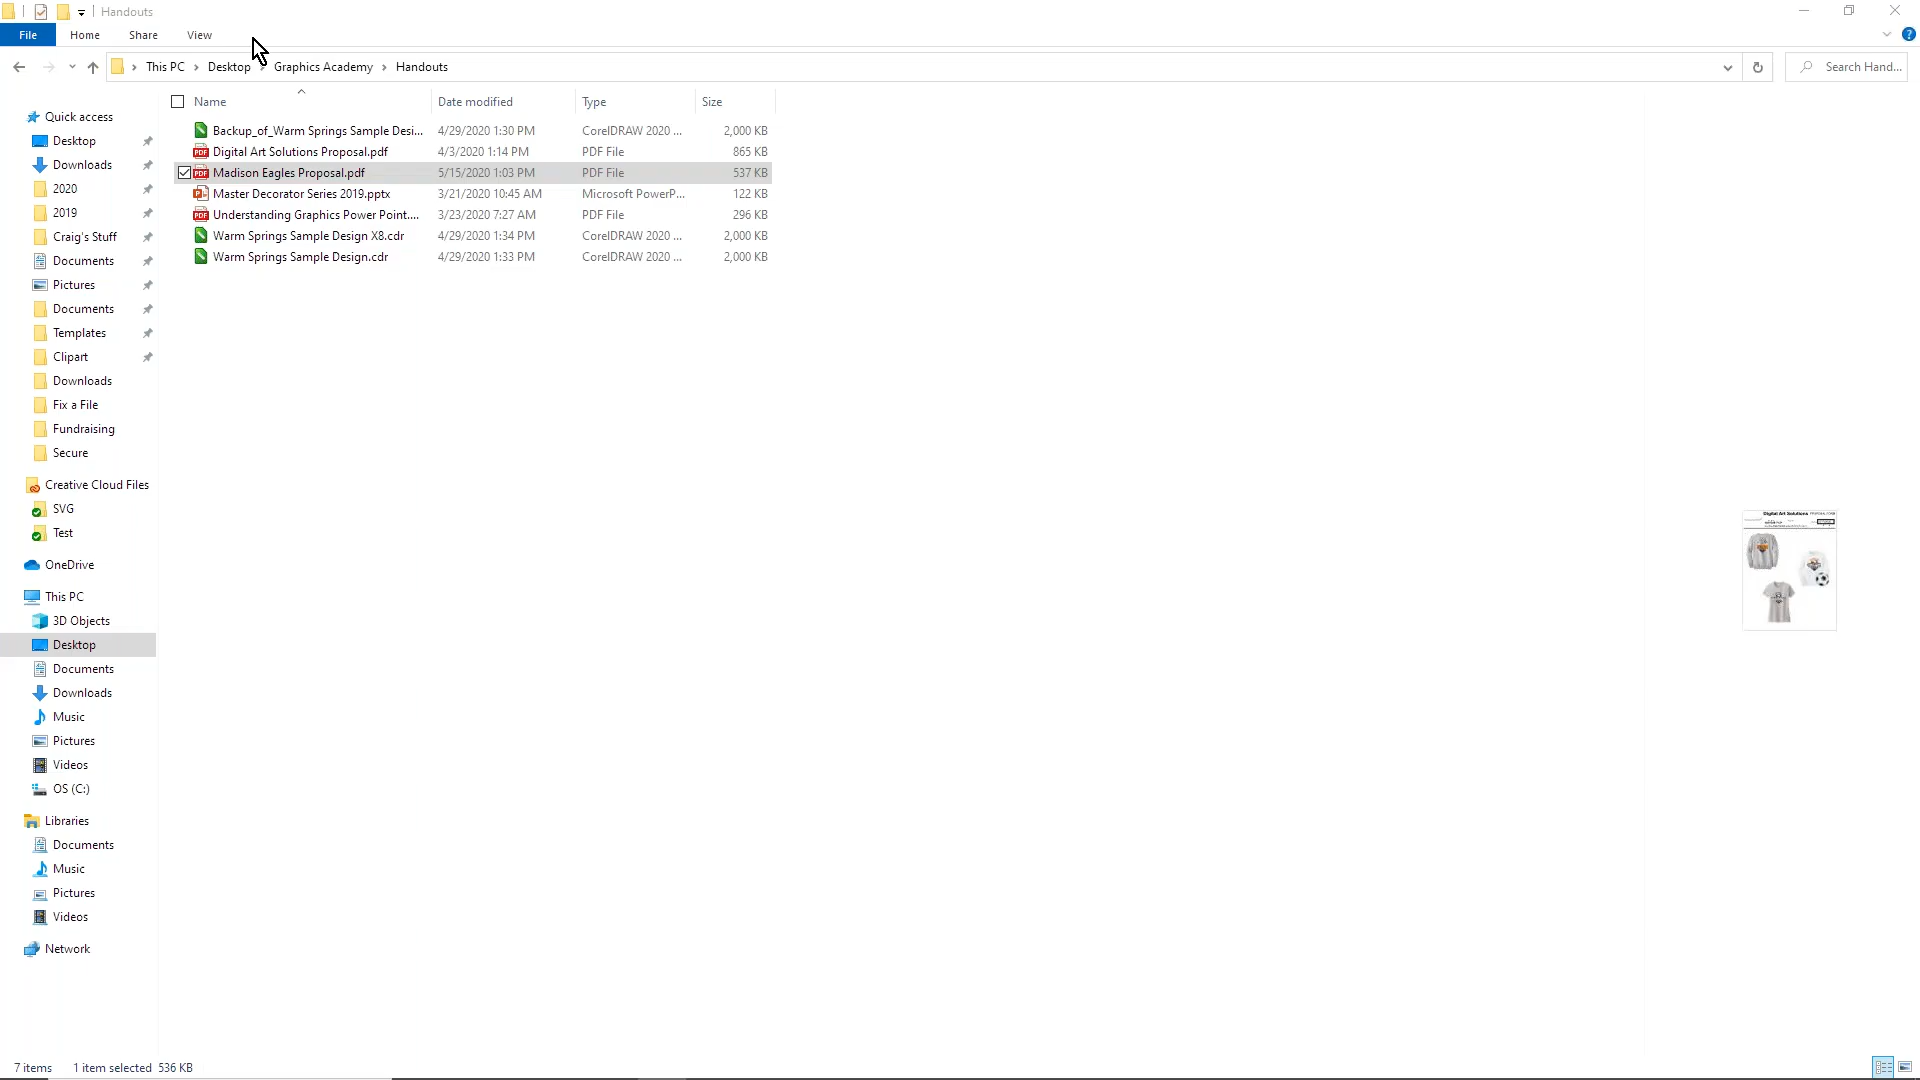 Handouts
File Home Share View
This PC Desktop Graphics Academy Handouts
Search Hand...
Name Date modified Type Size
Backup_of_Warm Springs Sample Desi... 4/29/2020 1:30 PM CorelDRAW 2020 ... 2,000 KB
Digital Art Solutions Proposal.pdf 4/3/2020 1:14 PM PDF File 865 KB
Madison Eagles Proposal.pdf 5/15/2020 1:03 PM PDF File 537 KB
Master Decorator Series 2019.pptx 3/21/2020 10:45 AM Microsoft PowerP... 122 KB
Understanding Graphics Power Point.... 3/23/2020 7:27 AM PDF File 296 KB
Warm Springs Sample Design X8.cdr 4/29/2020 1:34 PM CorelDRAW 2020 ... 2,000 KB
Warm Springs Sample Design.cdr 4/29/2020 1:33 PM CorelDRAW 2020 ... 2,000 KB
Quick access
Desktop
Downloads
2020
2019
Craig's Stuff
Documents
Pictures
Documents
Templates
Clipart
Downloads
Fix a File
Fundraising
Secure
Creative Cloud Files
SVG
Test
OneDrive
This PC
3D Objects
Desktop
Documents
Downloads
Music
Pictures
Videos
OS (C:)
Libraries
Documents
Music
Pictures
Videos
Network
Digital Art Solutions
7 items 1 item selected 536 KB